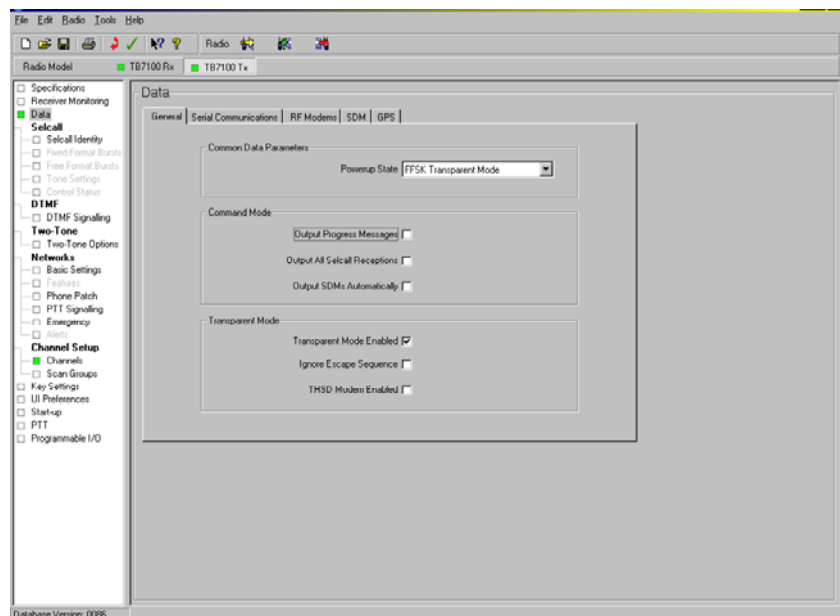 File Edit Radio Tools Help
Radio
Radio Model TB7100 Rx TB7100 Tx
Specifications
Receiver Monitoring
Data
Selcall
Selcall Identity
Fixed Format Bursts
Free Format Bursts
Tone Settings
Control Status
DTMF
DTMF Signalling
Two-Tone
Two-Tone Options
Networks
Basic Settings
Features
Phone Patch
PTT Signalling
Emergency
Alerts
Channel Setup
Channels
Scan Groups
Key Settings
UI Preferences
Start-up
PTT
Programmable I/O
Data
General Serial Communications RF Modems SDM GPS
Common Data Parameters
Powerup State FFSK Transparent Mode
Command Mode
Output Progress Messages
Output All Selcall Receptions
Output SDMs Automatically
Transparent Mode
Transparent Mode Enabled
Ignore Escape Sequence
THSD Modem Enabled
Database Version: 0086